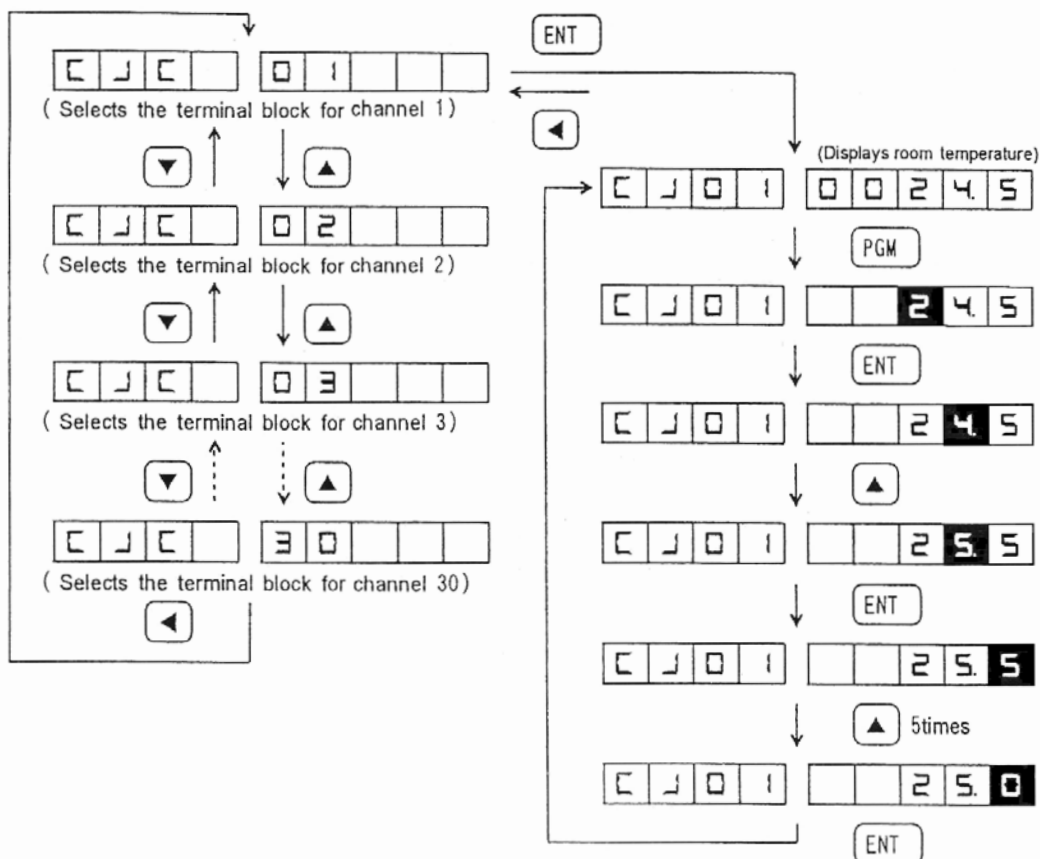 ENT
CJC 01
( Selects the terminal block for channel 1)
▼ ▲
CJC 02
( Selects the terminal block for channel 2)
▼ ▲
CJC 03
( Selects the terminal block for channel 3)
▼ ▲
CJC 30
( Selects the terminal block for channel 30)
◀
◀
(Displays room temperature)
CJ01 0024.5
PGM
CJ01 24.5
ENT
CJ01 24.5
▲
CJ01 25.5
ENT
CJ01 25.5
▲ 5times
CJ01 25.0
ENT